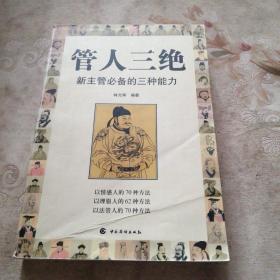 管人三绝
新主管必备的三种能力
编著
以情感人的70种方法
以理服人的62种方法
以法管人的70种方法